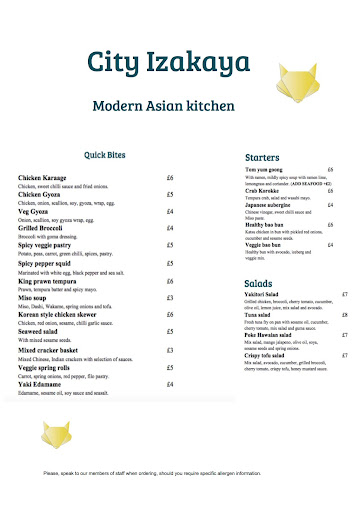 City Izakaya
Modern Asian kitchen
Quick Bites
Chicken Karaage £6
Chicken, sweet chilli sauce and fried onions.
Chicken Gyoza £5
Chicken, onion, scallion, soy, gyoza, wrap, egg.
Veg Gyoza £4
Onion, scallion, soy gyoza wrap, egg.
Grilled Broccoli £4
Broccoli with goma dressing.
Spicy veggie pastry £5
Potato, peas, carrot, green chilli, spices, pastry.
Spicy pepper squid £5
Marinated with white egg, black pepper and sea salt.
King prawn tempura £6
Prawn, tempura batter and spicy mayo.
Miso soup £3
Miso, Dashi, Wakame, spring onions and tofu.
Korean style chicken skewer £6
Chicken, red onion, sesame, chilli garlic sauce.
Seaweed salad £5
With mixed sesame seeds.
Mixed cracker basket £3
Mixed Chinese, Indian crackers with selection of sauces.
Veggie spring rolls £5
Carrot, spring onions, red pepper, filo pastry.
Yaki Edamame £4
Edamame, sesame oil, soy sauce and seasalt.
Starters
Tom yum goong £6
With ramen, mildly spicy soup with ramen lime,
lemongrass and coriander. (ADD SEAFOOD +£2)
Crab Korokke £6
Tempura crab, salad and wasabi mayo.
Japanese aubergine £4
Chinese vinegar, sweet chilli sauce and
Miso paste.
Healthy bao bun £6
Katsu chicken in bun with pickled red onions,
cucumber and sesame seeds.
Veggie bao bun £4
Healthy bun with avocado, iceberg and
veggie mix.
Salads
Yakitori Salad £7
Grilled chicken, broccoli, cherry tomato, cucumber,
olive oil, lemon juice, tofu salad and avocado.
Tuna salad £8
Fresh tuna fry on pan with sesame oil, cucumber,
cherry tomato, mix salad and guma sauce.
Poke Hawaian salad £7
Mix salad, mango jalapeno, olive oil, soya,
sesame seeds and spring onions.
Crispy tofu salad £7
Mix salad, avocado, cucumber, grilled broccoli,
cherry tomato, crispy tofu, honey mustard sauce.
Please, speak to our members of staff when ordering, should you require specific allergen information.